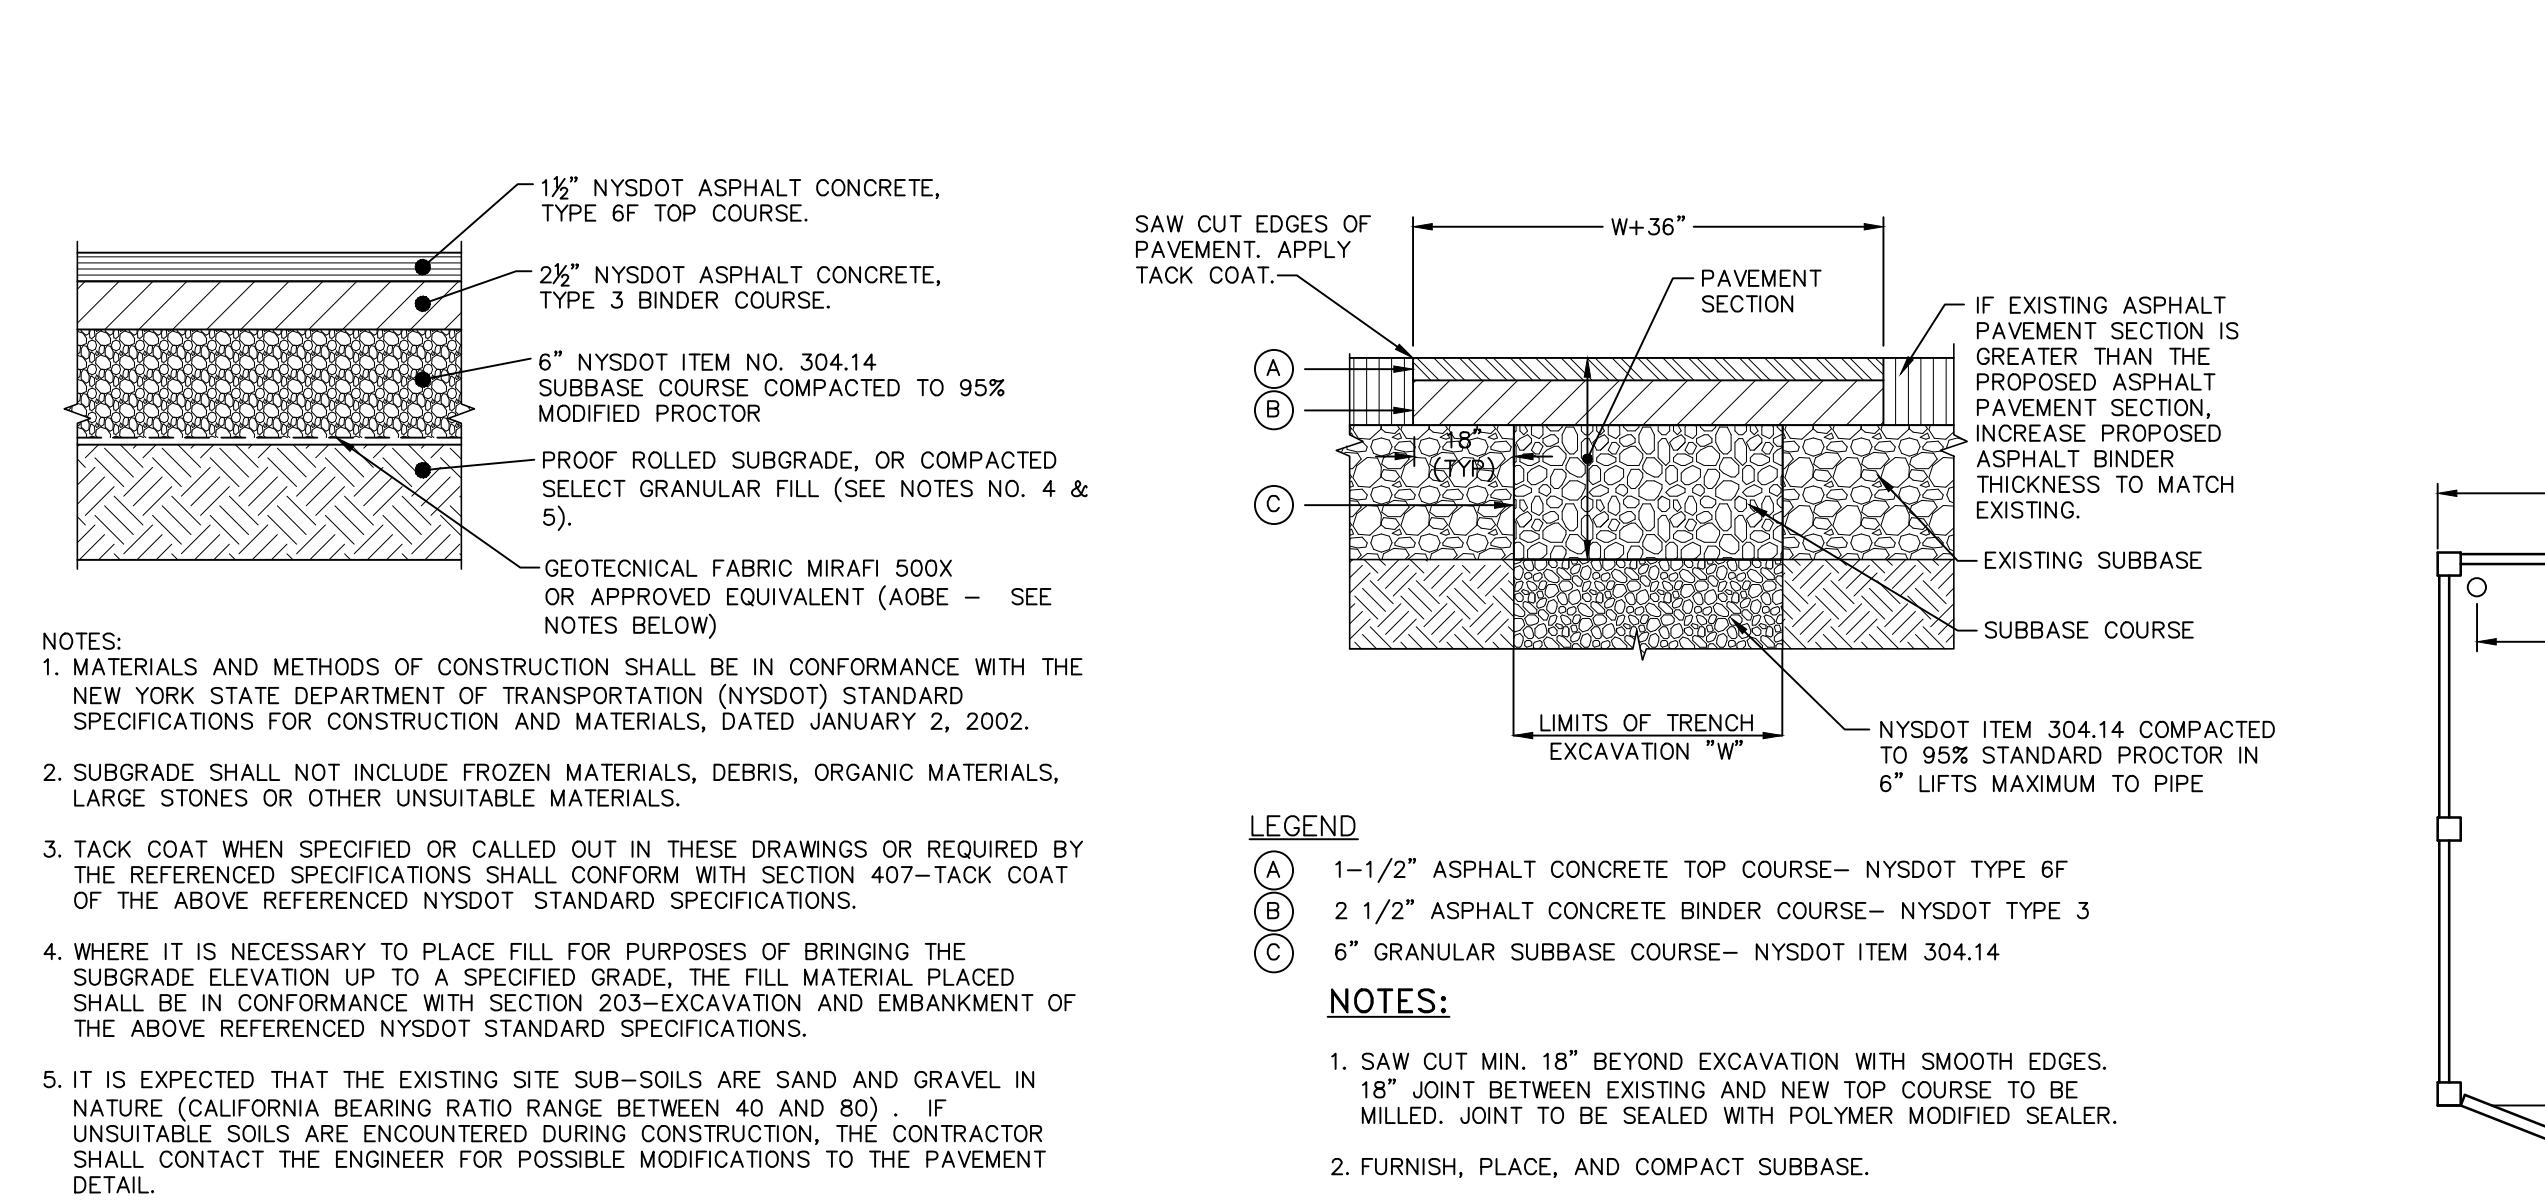 1½” NYSDOT ASPHALT CONCRETE,
TYPE 6F TOP COURSE.
2½” NYSDOT ASPHALT CONCRETE,
TYPE 3 BINDER COURSE.
6” NYSDOT ITEM NO. 304.14
SUBBASE COURSE COMPACTED TO 95%
MODIFIED PROCTOR
PROOF ROLLED SUBGRADE, OR COMPACTED
SELECT GRANULAR FILL (SEE NOTES NO. 4 &
5).
GEOTECNICAL FABRIC MIRAFI 500X
OR APPROVED EQUIVALENT (AOBE – SEE
NOTES BELOW)
NOTES:
1. MATERIALS AND METHODS OF CONSTRUCTION SHALL BE IN CONFORMANCE WITH THE
NEW YORK STATE DEPARTMENT OF TRANSPORTATION (NYSDOT) STANDARD
SPECIFICATIONS FOR CONSTRUCTION AND MATERIALS, DATED JANUARY 2, 2002.
2. SUBGRADE SHALL NOT INCLUDE FROZEN MATERIALS, DEBRIS, ORGANIC MATERIALS,
LARGE STONES OR OTHER UNSUITABLE MATERIALS.
3. TACK COAT WHEN SPECIFIED OR CALLED OUT IN THESE DRAWINGS OR REQUIRED BY
THE REFERENCED SPECIFICATIONS SHALL CONFORM WITH SECTION 407–TACK COAT
OF THE ABOVE REFERENCED NYSDOT STANDARD SPECIFICATIONS.
4. WHERE IT IS NECESSARY TO PLACE FILL FOR PURPOSES OF BRINGING THE
SUBGRADE ELEVATION UP TO A SPECIFIED GRADE, THE FILL MATERIAL PLACED
SHALL BE IN CONFORMANCE WITH SECTION 203–EXCAVATION AND EMBANKMENT OF
THE ABOVE REFERENCED NYSDOT STANDARD SPECIFICATIONS.
5. IT IS EXPECTED THAT THE EXISTING SITE SUB–SOILS ARE SAND AND GRAVEL IN
NATURE (CALIFORNIA BEARING RATIO RANGE BETWEEN 40 AND 80) . IF
UNSUITABLE SOILS ARE ENCOUNTERED DURING CONSTRUCTION, THE CONTRACTOR
SHALL CONTACT THE ENGINEER FOR POSSIBLE MODIFICATIONS TO THE PAVEMENT
DETAIL.
SAW CUT EDGES OF
PAVEMENT. APPLY
TACK COAT.
W+36”
PAVEMENT
SECTION
IF EXISTING ASPHALT
PAVEMENT SECTION IS
GREATER THAN THE
PROPOSED ASPHALT
PAVEMENT SECTION,
INCREASE PROPOSED
ASPHALT BINDER
THICKNESS TO MATCH
EXISTING.
A
B
18”
(TYP)
C
EXISTING SUBBASE
SUBBASE COURSE
LIMITS OF TRENCH
EXCAVATION "W"
NYSDOT ITEM 304.14 COMPACTED
TO 95% STANDARD PROCTOR IN
6” LIFTS MAXIMUM TO PIPE
LEGEND
A 1–1/2” ASPHALT CONCRETE TOP COURSE– NYSDOT TYPE 6F
B 2 1/2” ASPHALT CONCRETE BINDER COURSE– NYSDOT TYPE 3
C 6” GRANULAR SUBBASE COURSE– NYSDOT ITEM 304.14
NOTES:
1. SAW CUT MIN. 18” BEYOND EXCAVATION WITH SMOOTH EDGES.
18” JOINT BETWEEN EXISTING AND NEW TOP COURSE TO BE
MILLED. JOINT TO BE SEALED WITH POLYMER MODIFIED SEALER.
2. FURNISH, PLACE, AND COMPACT SUBBASE.